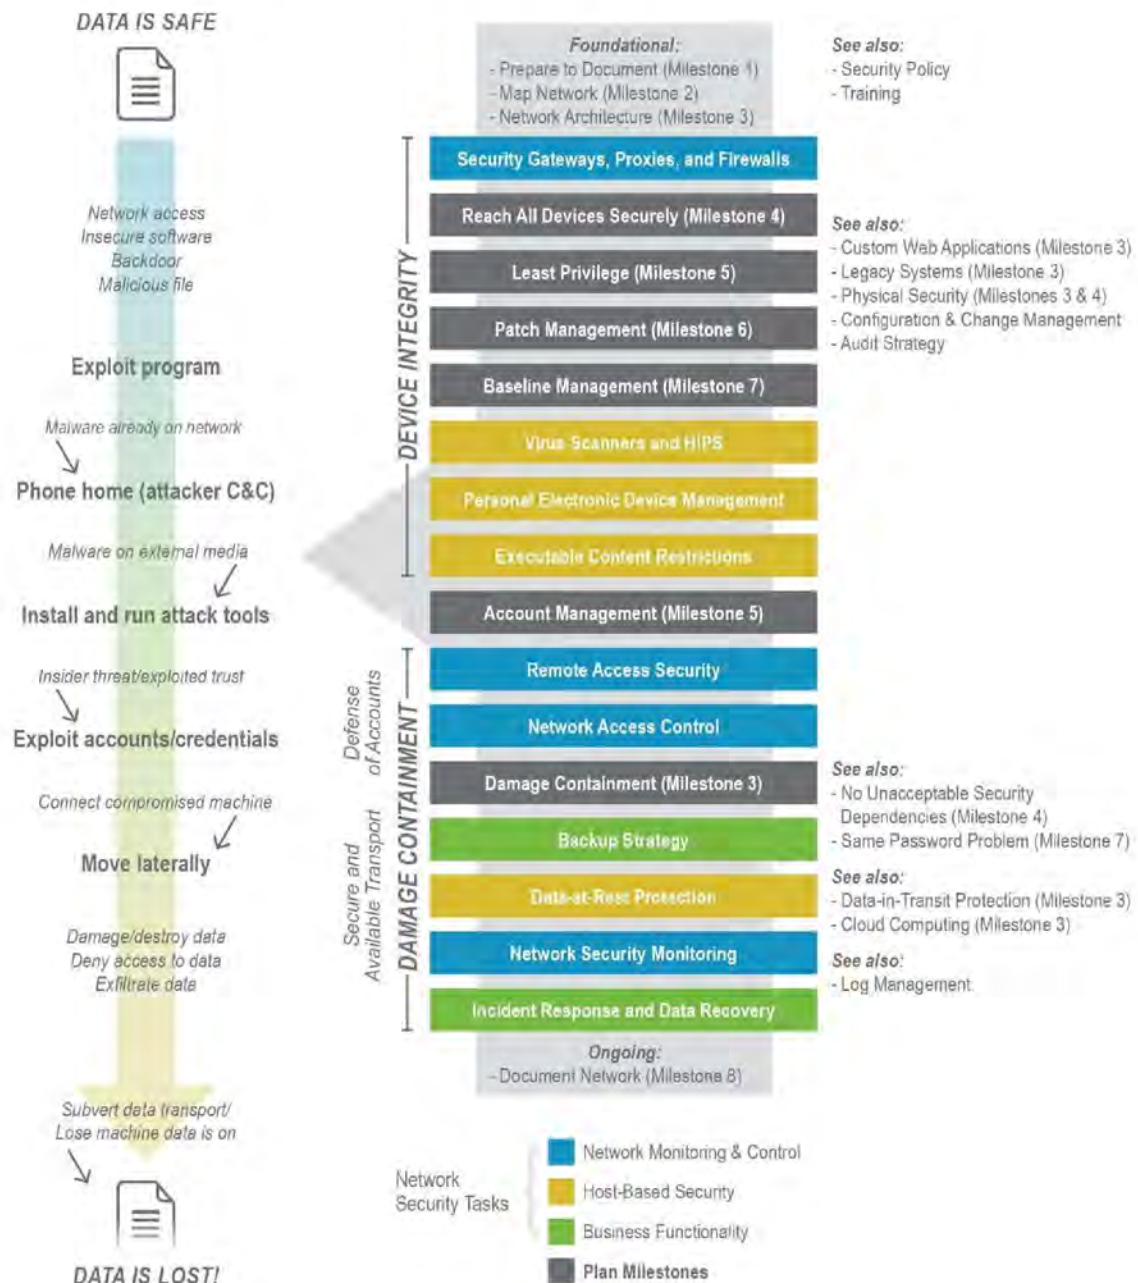 DATA IS SAFE
Network access
Insecure software
Backdoor
Malicious file
Exploit program
Malware already on network
Phone home (attacker C&C)
Malware on external media
Install and run attack tools
Insider threat/exploited trust
Exploit accounts/credentials
Connect compromised machine
Move laterally
Damage/destroy data
Deny access to data
Exfiltrate data
Subvert data transport/
Lose machine data is on
DATA IS LOST!
Foundational:
- Prepare to Document (Milestone 1)
- Map Network (Milestone 2)
- Network Architecture (Milestone 3)
See also:
- Security Policy
- Training
DEVICE INTEGRITY
Security Gateways, Proxies, and Firewalls
Reach All Devices Securely (Milestone 4)
Least Privilege (Milestone 5)
Patch Management (Milestone 6)
Baseline Management (Milestone 7)
Virus Scanners and HIPS
Personal Electronic Device Management
Executable Content Restrictions
See also:
- Custom Web Applications (Milestone 3)
- Legacy Systems (Milestone 3)
- Physical Security (Milestones 3 & 4)
- Configuration & Change Management
- Audit Strategy
Account Management (Milestone 5)
DAMAGE CONTAINMENT
Defense
of Accounts
Secure and
Available Transport
Remote Access Security
Network Access Control
Damage Containment (Milestone 3)
Backup Strategy
Data-at-Rest Protection
Network Security Monitoring
Incident Response and Data Recovery
See also:
- No Unacceptable Security
Dependencies (Milestone 4)
- Same Password Problem (Milestone 7)
See also:
- Data-in-Transit Protection (Milestone 3)
- Cloud Computing (Milestone 3)
See also:
- Log Management
Ongoing:
- Document Network (Milestone 8)
Network
Security Tasks
Network Monitoring & Control
Host-Based Security
Business Functionality
Plan Milestones